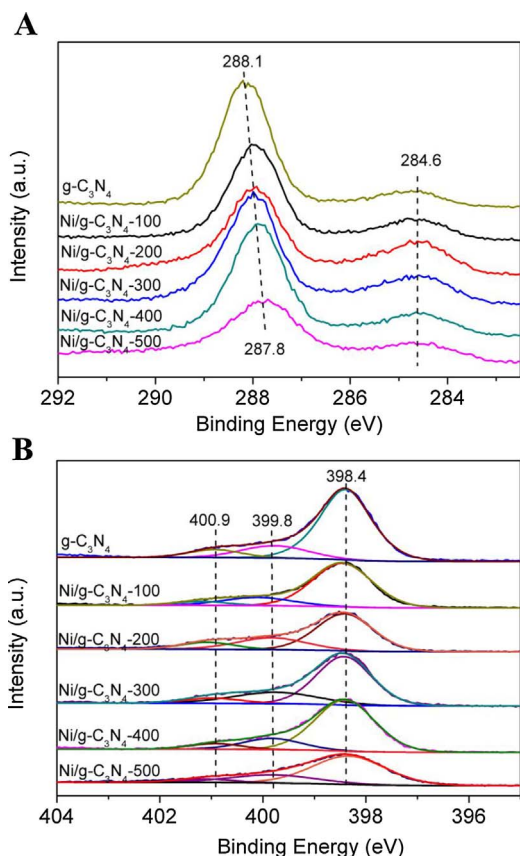 A
288.1
284.6
g-C₃N₄
Ni/g-C₃N₄-100
Ni/g-C₃N₄-200
Ni/g-C₃N₄-300
Ni/g-C₃N₄-400
Ni/g-C₃N₄-500
287.8
Intensity (a.u.)
292 290 288 286 284
Binding Energy (eV)
B
398.4
400.9 399.8
g-C₃N₄
Ni/g-C₃N₄-100
Ni/g-C₃N₄-200
Ni/g-C₃N₄-300
Ni/g-C₃N₄-400
Ni/g-C₃N₄-500
Intensity (a.u.)
404 402 400 398 396
Binding Energy (eV)